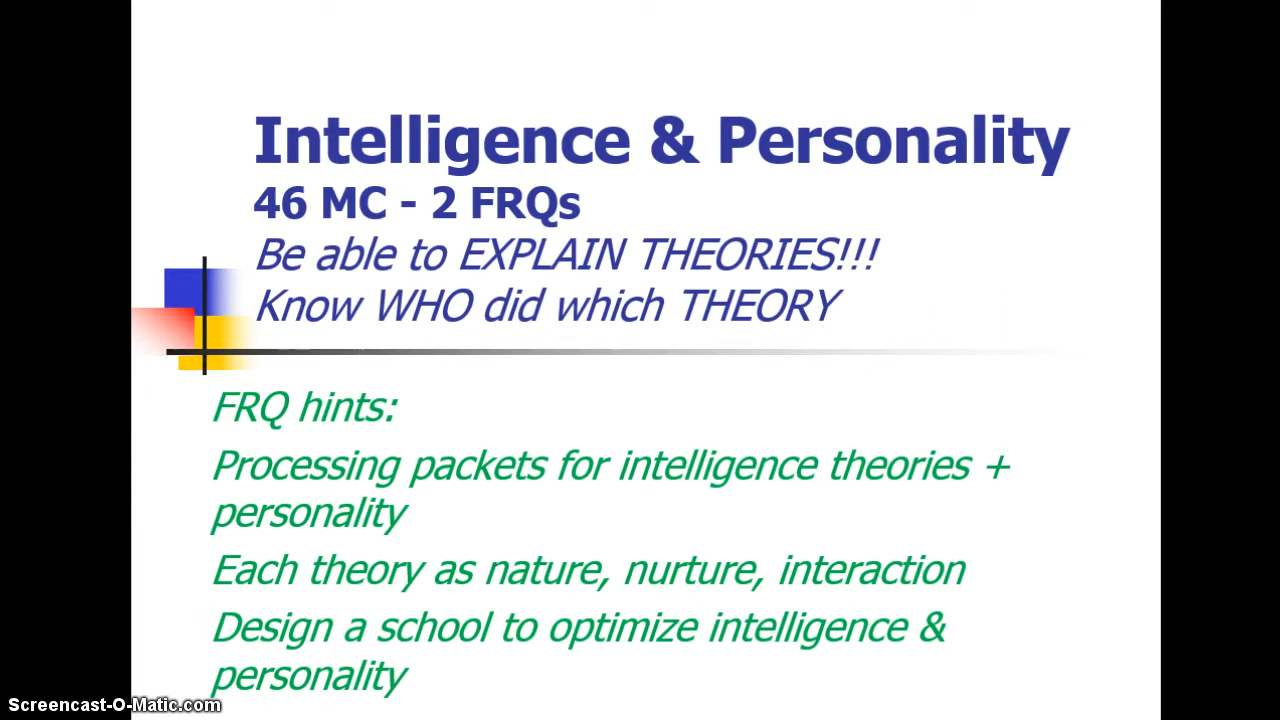 Intelligence & Personality
46 MC - 2 FRQs
Be able to EXPLAIN THEORIES!!!
Know WHO did which THEORY
FRQ hints:
Processing packets for intelligence theories +
personality
Each theory as nature, nurture, interaction
Design a school to optimize intelligence &
personality
Screencast-O-Matic.com